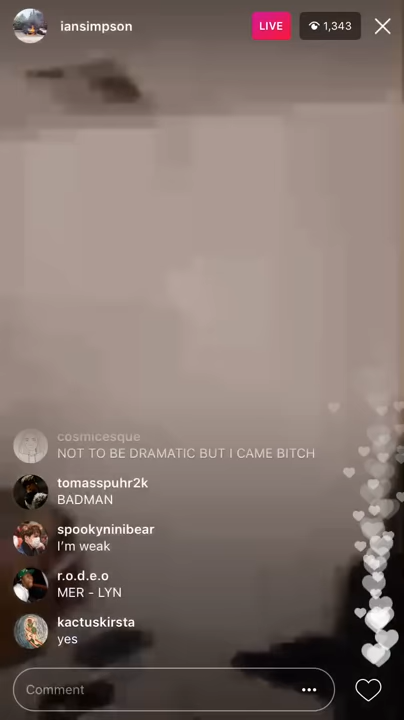 iansimpson
LIVE
1,343
cosmicesque
NOT TO BE DRAMATIC BUT I CAME BITCH
tomasspuhr2k
BADMAN
spookyninibear
I'm weak
r.o.d.e.o
MER - LYN
kactuskirsta
yes
Comment